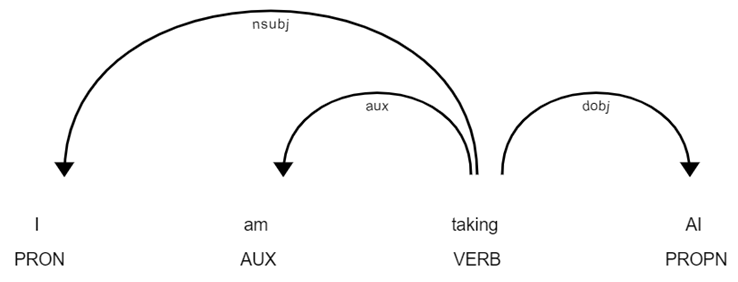 nsubj
aux dobj
I am taking AI
PRON AUX VERB PROPN